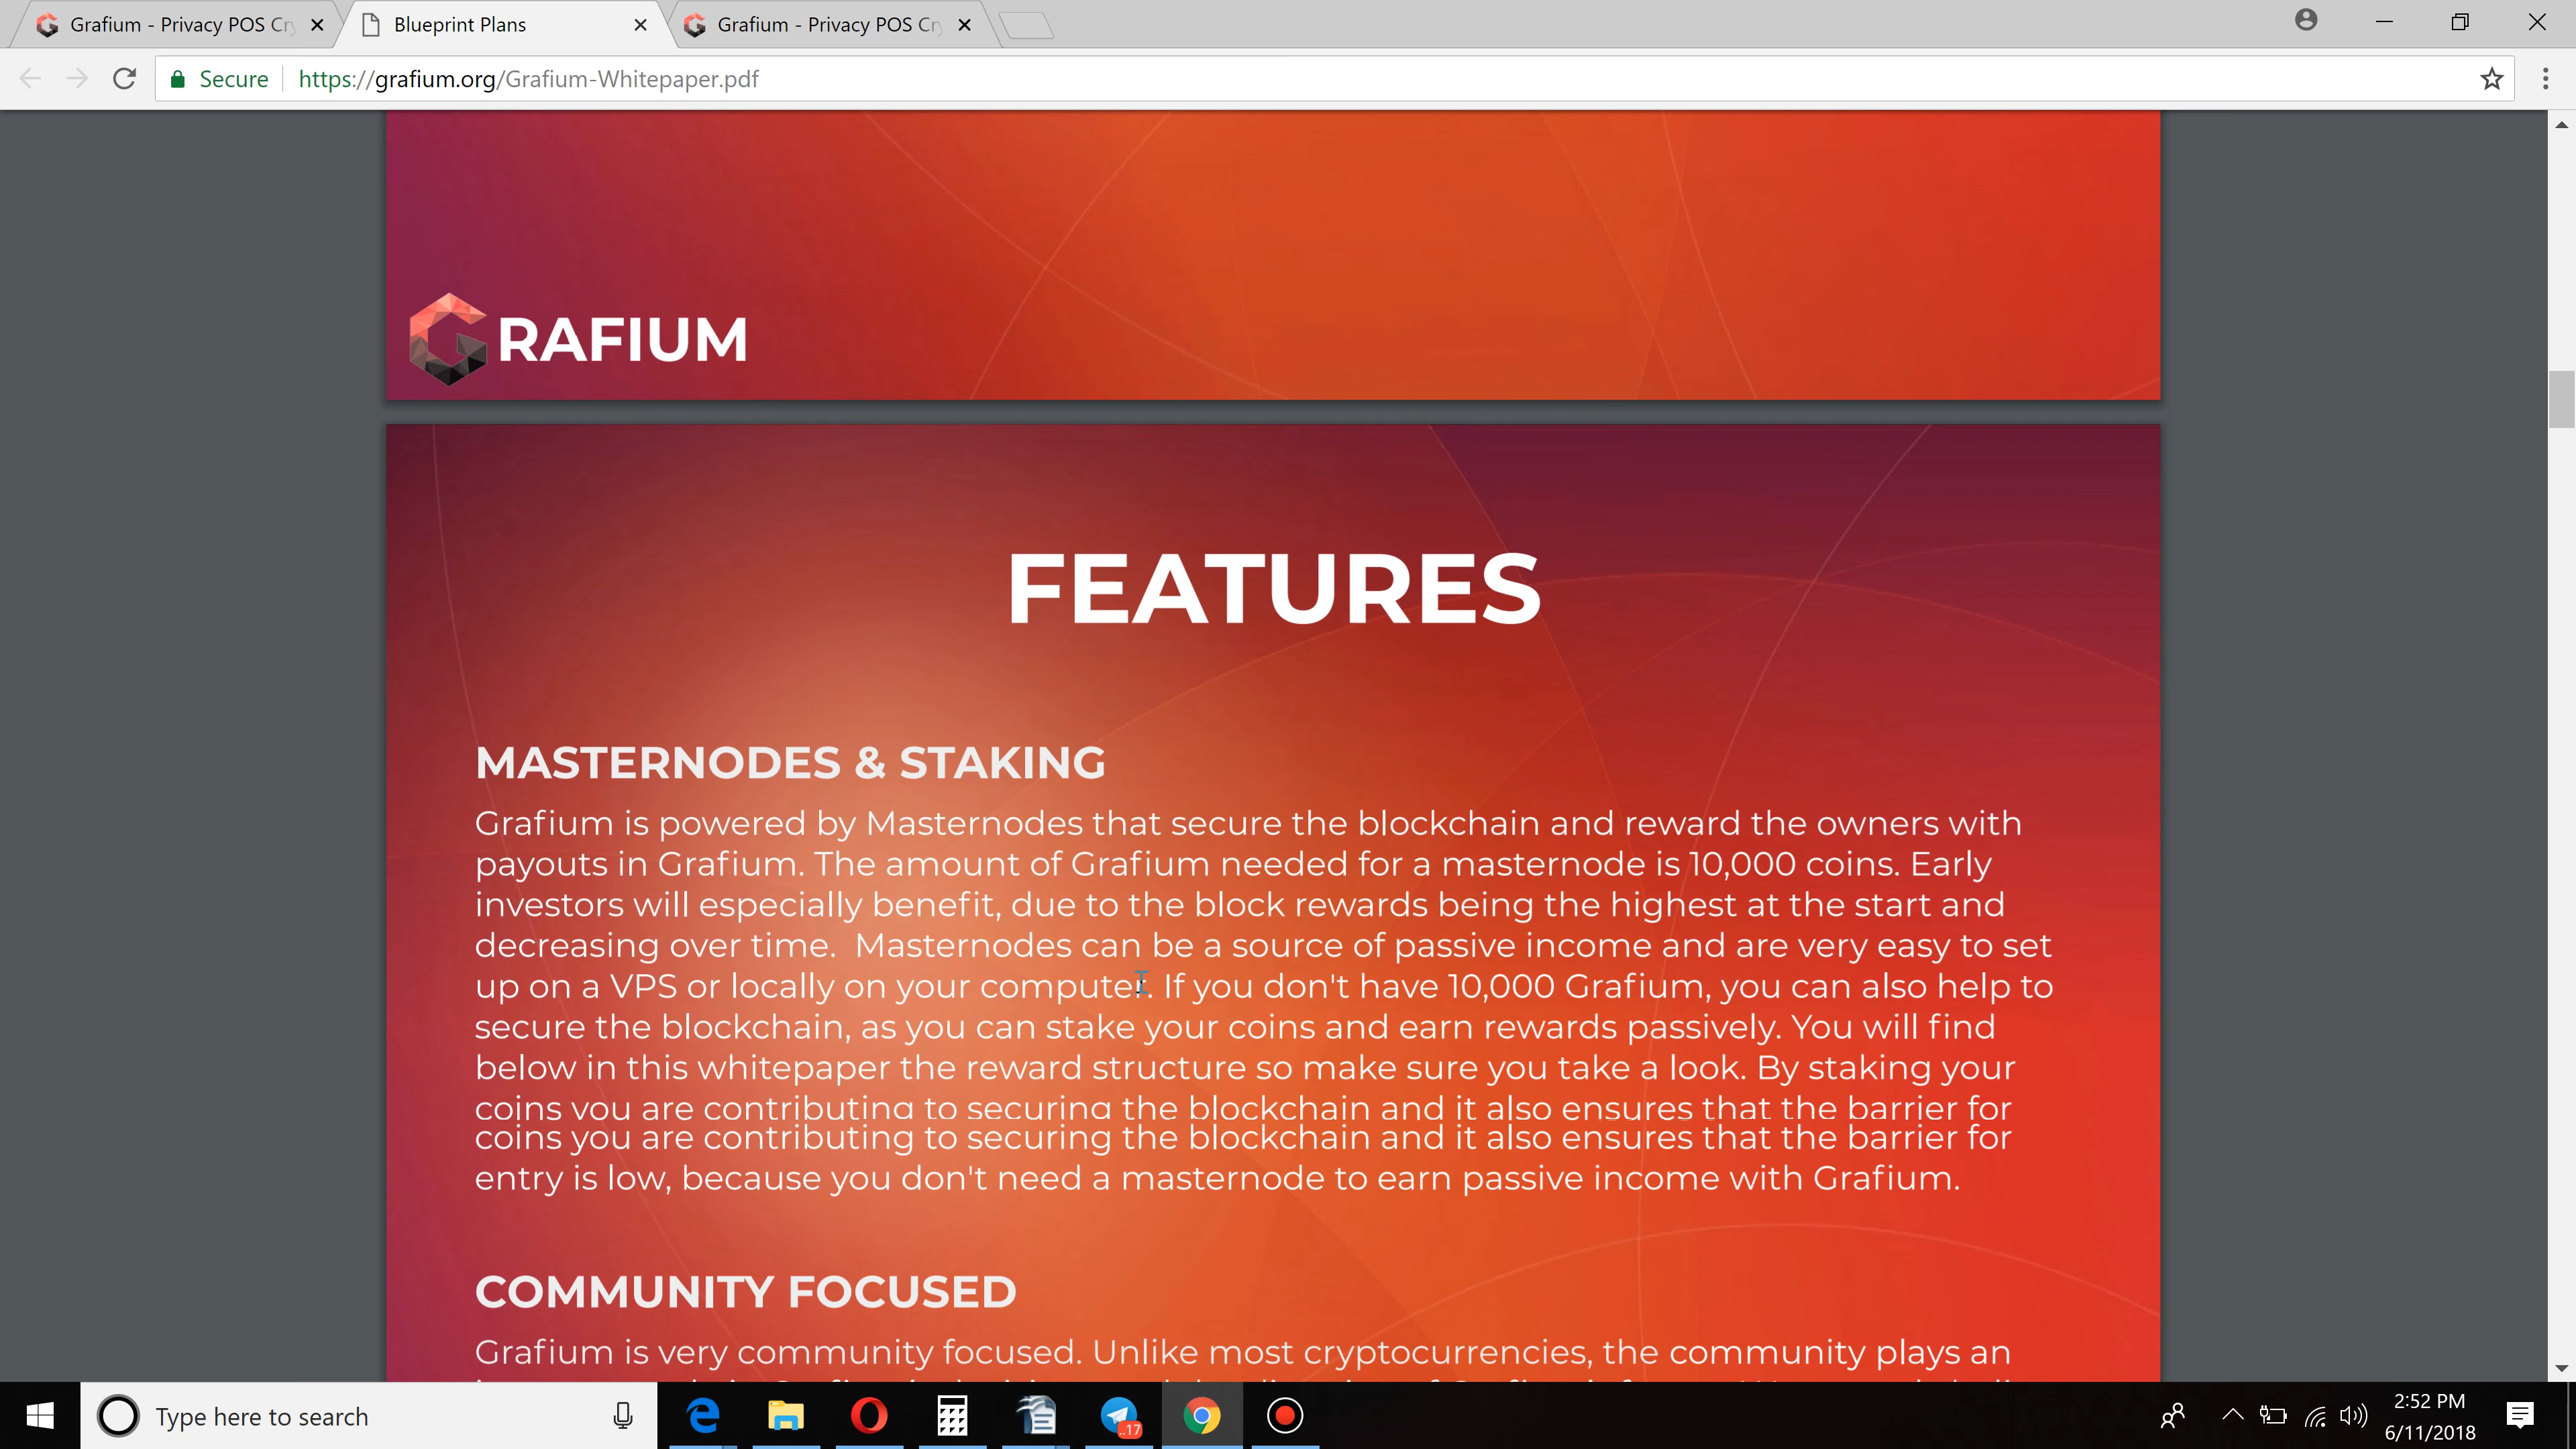 Grafium - Privacy POS Cr
Blueprint Plans
Grafium - Privacy POS Cr
Secure
https://grafium.org/Grafium-Whitepaper.pdf
GRAFIUM
FEATURES
MASTERNODES & STAKING
Grafium is powered by Masternodes that secure the blockchain and reward the owners with
payouts in Grafium. The amount of Grafium needed for a masternode is 10,000 coins. Early
investors will especially benefit, due to the block rewards being the highest at the start and
decreasing over time.  Masternodes can be a source of passive income and are very easy to set
up on a VPS or locally on your computer. If you don't have 10,000 Grafium, you can also help to
secure the blockchain, as you can stake your coins and earn rewards passively. You will find
below in this whitepaper the reward structure so make sure you take a look. By staking your
coins you are contributing to securing the blockchain and it also ensures that the barrier for
coins you are contributing to securing the blockchain and it also ensures that the barrier for
entry is low, because you don't need a masternode to earn passive income with Grafium.
COMMUNITY FOCUSED
Grafium is very community focused. Unlike most cryptocurrencies, the community plays an
Type here to search
..17
2:52 PM
6/11/2018